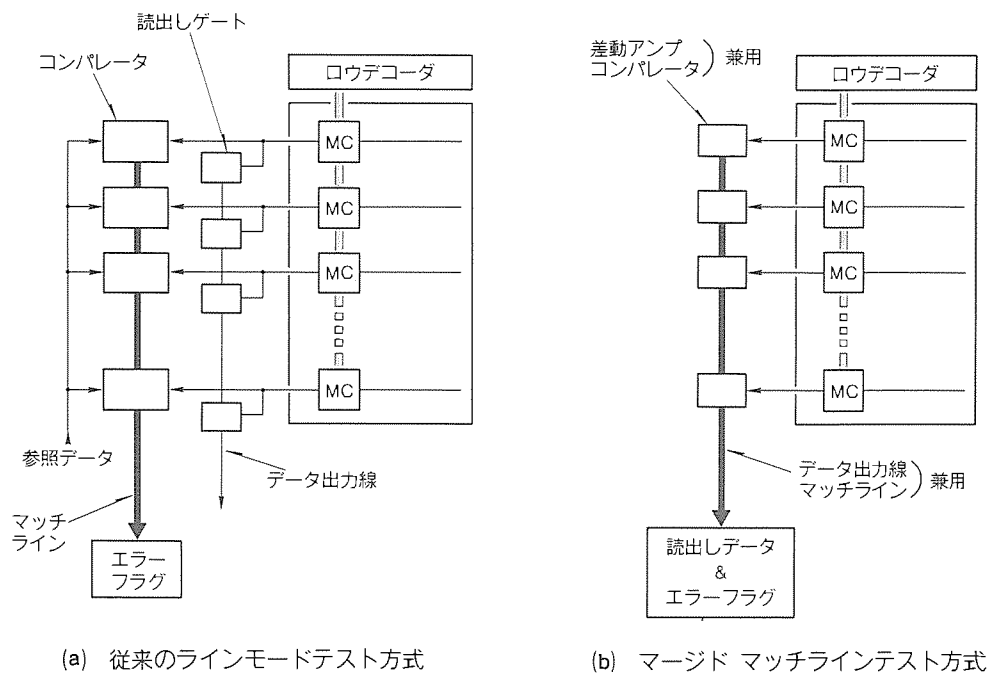 読出しゲート
コンパレータ
ロウデコーダ
MC
MC
MC
MC
参照データ
データ出力線
マッチ
ライン
エラー
フラグ
(a) 従来のラインモードテスト方式
差動アンプ
コンパレータ
)兼用
ロウデコーダ
MC
MC
MC
MC
データ出力線
マッチライン
)兼用
読出しデータ
&
エラーフラグ
(b) マージド マッチラインテスト方式